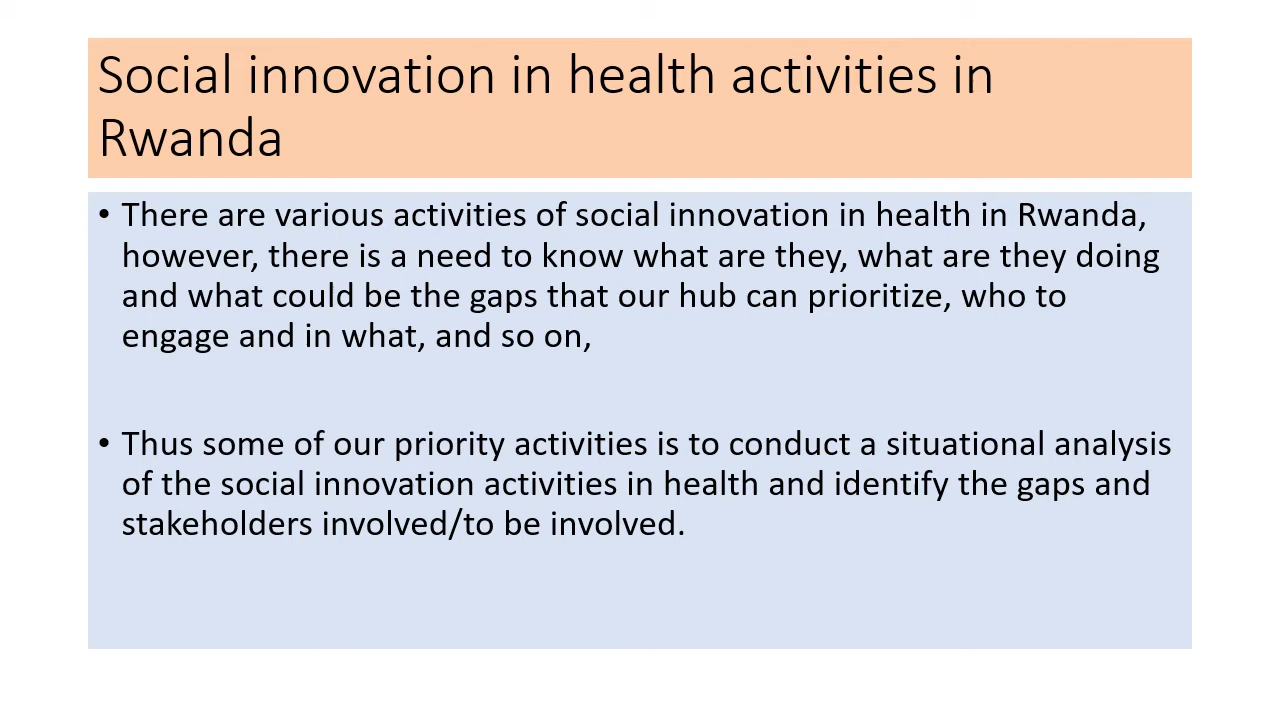 Social innovation in health activities in
Rwanda
• There are various activities of social innovation in health in Rwanda,
however, there is a need to know what are they, what are they doing
and what could be the gaps that our hub can prioritize, who to
engage and in what, and so on,
• Thus some of our priority activities is to conduct a situational analysis
of the social innovation activities in health and identify the gaps and
stakeholders involved/to be involved.